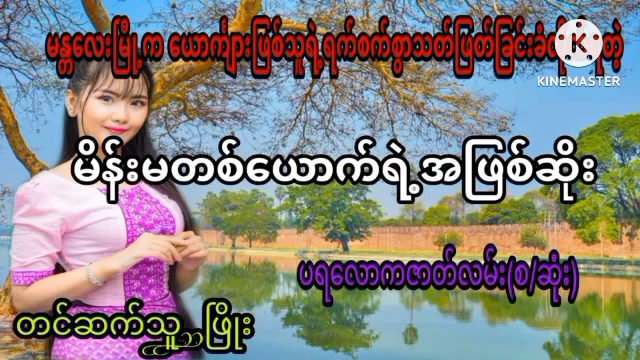 မန္တလေးမြို့က ယောက်ျားဖြစ်သူရဲ့ရက်စက်စွာသတ်ဖြတ်ခြင်းခံ
KINEMASTER
မိန်းမတစ်ယောက်ရဲ့အဖြစ်ဆိုး
ပရလောကဇာတ်လမ်း(စ/ဆုံး)
တင်ဆက်သူ ဖြိုး